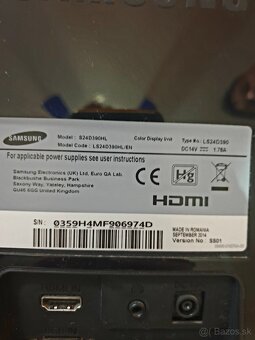 SAMSUNG
Model : S24D390HL Color Display Unit Type No. : LS24D390
Model Code : LS24D390HL/EN DC14V 1.78A
For applicable power supplies see user instructions
Samsung Electronics (UK) Ltd, Euro QA Lab.
Blackbushe Business Park
Saxony Way, Yateley, Hampshire
GU46 6GG United Kingdom
CE
Hg
HDMI
S/N : 0359H4MF906974D
MADE IN ROMANIA
SEPTEMBER 2014
Version No : SS01
bazos.sk